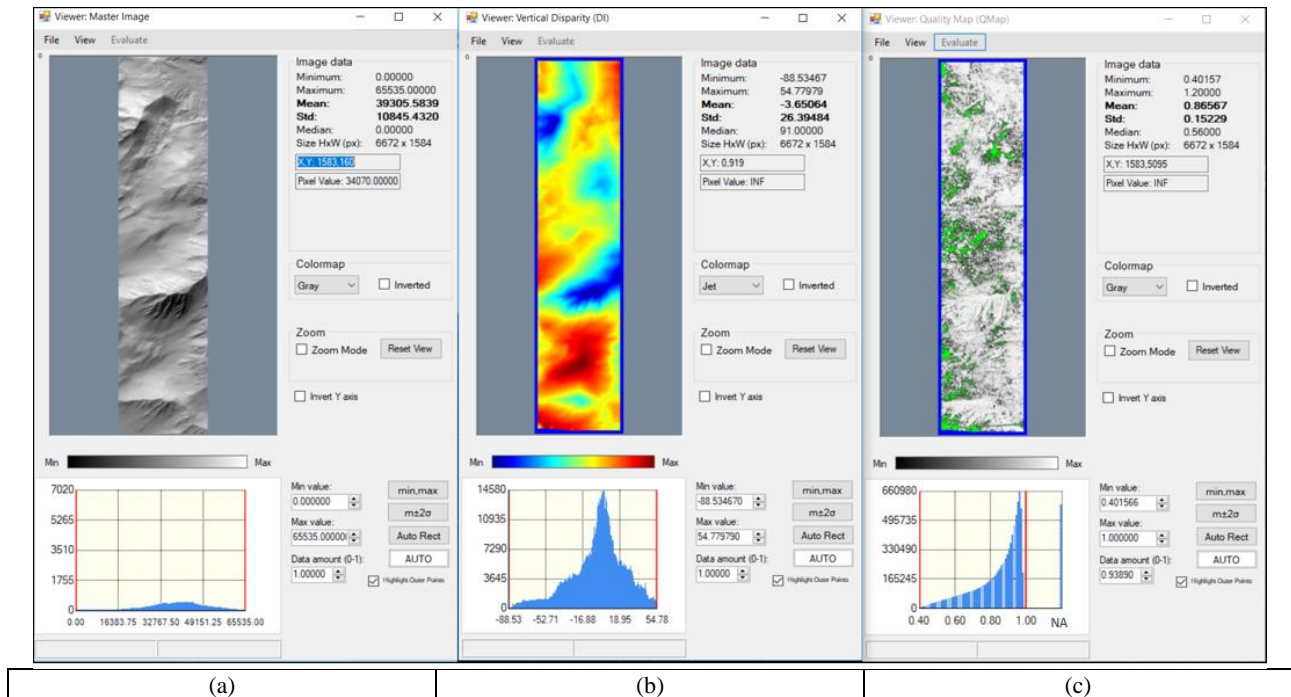 Viewer: Master Image
File View Evaluate
0
Image data
Minimum: 0.00000
Maximum: 65535.00000
Mean: 39305.5839
Std: 10845.4320
Median: 0.00000
Size HxW (px): 6672 x 1584
X,Y: 1583,160
Pixel Value: 34070.00000
Colormap
Gray Inverted
Zoom
Zoom Mode Reset View
Invert Y axis
Min Max
7020
5265
3510
1755
0
0.00 16383.75 32767.50 49151.25 65535.00
Min value:
0.000000 min,max
m±2σ
Max value:
65535.00000 Auto Rect
Data amount (0-1): AUTO
1.00000 Highlight Outer Points
(a)
Viewer: Vertical Disparity (DI)
File View Evaluate
0
Image data
Minimum: -88.53467
Maximum: 54.77979
Mean: -3.65064
Std: 26.39484
Median: 91.00000
Size HxW (px): 6672 x 1584
X,Y: 0,919
Pixel Value: INF
Colormap
Jet Inverted
Zoom
Zoom Mode Reset View
Invert Y axis
Min Max
14580
10935
7290
3645
0
-88.53 -52.71 -16.88 18.95 54.78
Min value:
-88.534670 min,max
m±2σ
Max value:
54.779790 Auto Rect
Data amount (0-1): AUTO
1.00000 Highlight Outer Points
(b)
Viewer: Quality Map (QMap)
File View Evaluate
0
Image data
Minimum: 0.40157
Maximum: 1.20000
Mean: 0.86567
Std: 0.15229
Median: 0.56000
Size HxW (px): 6672 x 1584
X,Y: 1583,5095
Pixel Value: INF
Colormap
Gray Inverted
Zoom
Zoom Mode Reset View
Invert Y axis
Min Max
660980
495735
330490
165245
0
0.40 0.60 0.80 1.00 NA
Min value:
0.401566 min,max
m±2σ
Max value:
1.000000 Auto Rect
Data amount (0-1): AUTO
0.93890 Highlight Outer Points
(c)